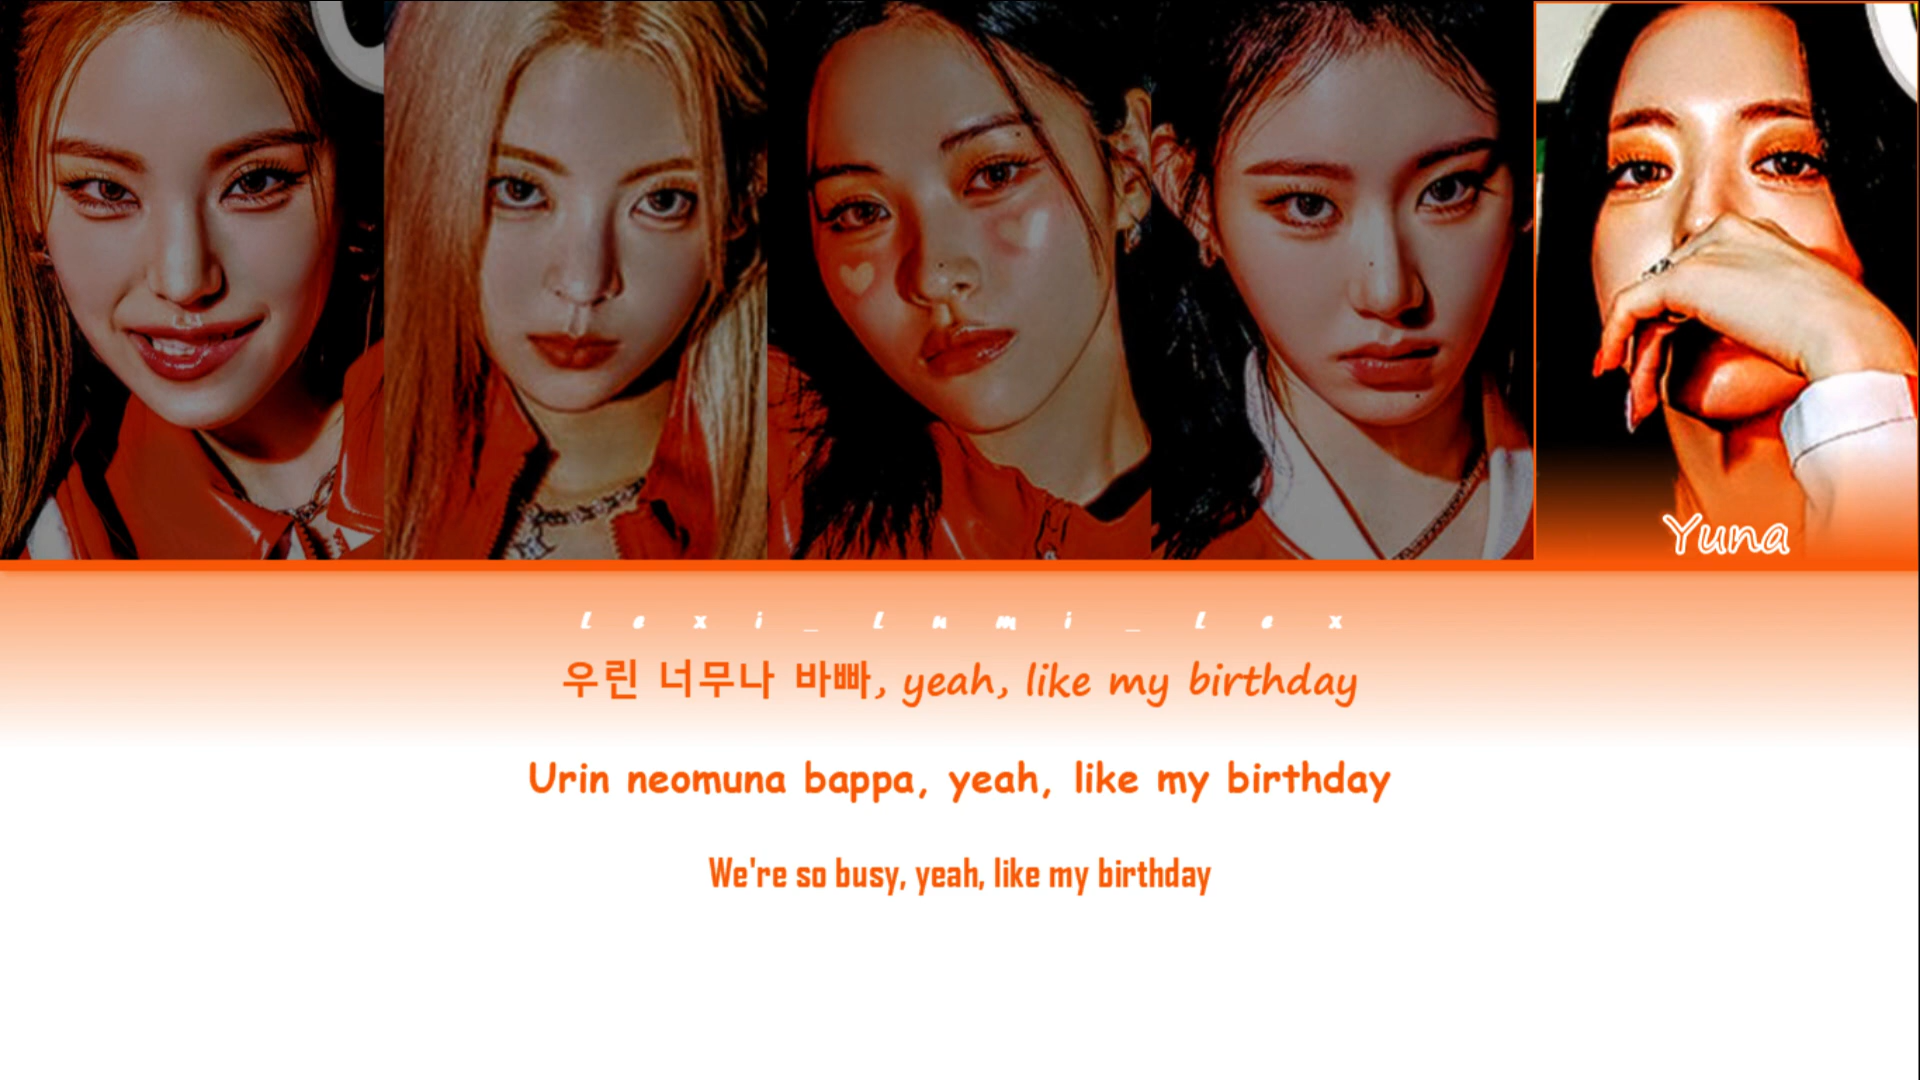 Yuna
Lexi_Lumi_Lex
우린 너무나 바빠, yeah, like my birthday
Urin neomuna bappa, yeah, like my birthday
We're so busy, yeah, like my birthday